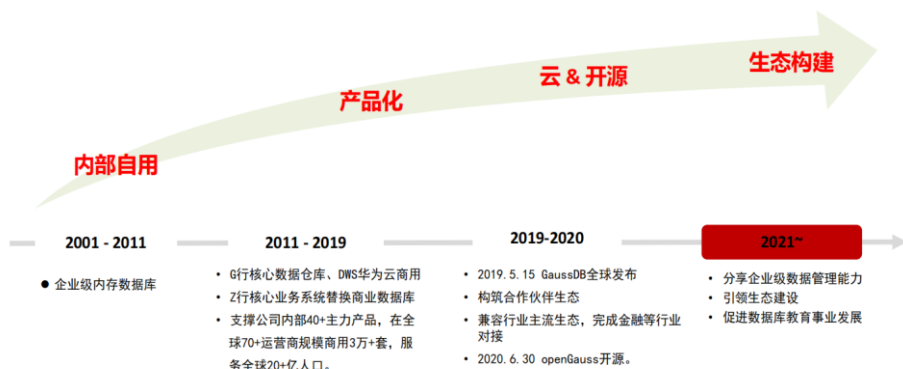 内部自用
产品化
云 & 开源
生态构建
2001 - 2011
● 企业级内存数据库
2011 - 2019
• G行核心数据仓库、DWS华为云商用
• Z行核心业务系统替换商业数据库
• 支撑公司内部40+主力产品，在全
球70+运营商规模商用3万+套，服
务全球20+亿人口。
2019-2020
• 2019.5.15 GaussDB全球发布
• 构筑合作伙伴生态
• 兼容行业主流生态，完成金融等行业
对接
• 2020.6.30 openGauss开源。
2021~
• 分享企业级数据管理能力
• 引领生态建设
• 促进数据库教育事业发展